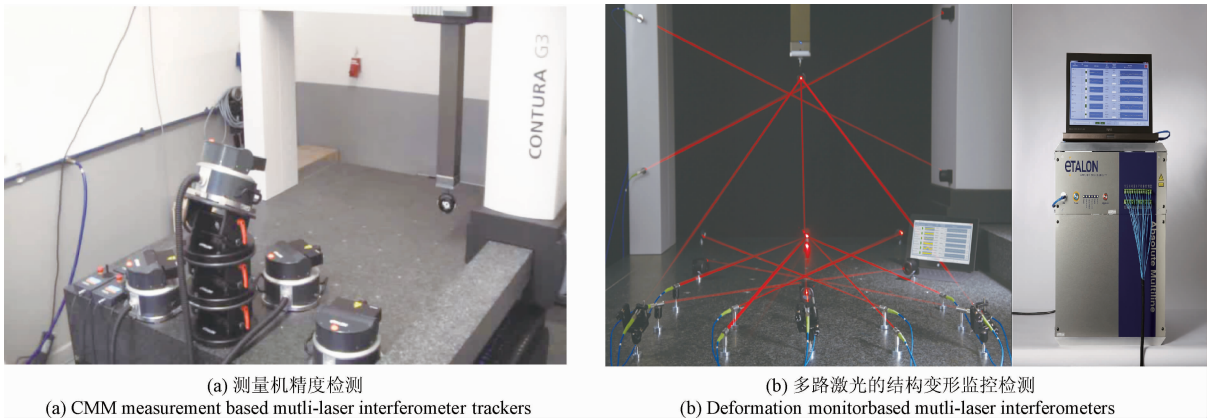 CONTURA G3
ETALON
Absolute Multiline
(a) 测量机精度检测
(a) CMM measurement based mutli-laser interferometer trackers
(b) 多路激光的结构变形监控检测
(b) Deformation monitorbased mutli-laser interferometers